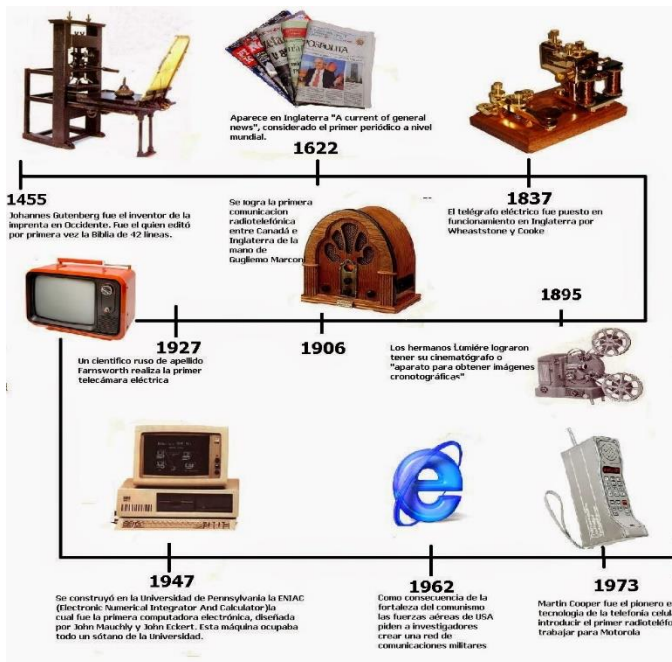 Aparece en Inglaterra "A current of general
news", considerado el primer periódico a nivel
mundial.
1622
1455
Johannes Gutenberg fue el inventor de la
imprenta en Occidente. Fue el quien editó
por primera vez la Biblia de 42 lineas.
1837
El telégrafo eléctrico fue puesto en
funcionamiento en Inglaterra por
Wheaststone y Cooke
Se logra la primera
comunicacion
radiotelefónica
entre Canadá e
Inglaterra de la
mano de
Gugliemo Marconi
1895
Los hermanos Lumiére lograron
tener su cinematógrafo o
"aparato para obtener imágenes
cronotográficas"
1906
1927
Un científico ruso de apellido
Farnsworth realiza la primer
telecámara eléctrica
1947
Se construyó en la Universidad de Pennsylvania la ENIAC
(Electronic Numerical Integrator And Calculator)la
cual fue la primera computadora electrónica, diseñada
por John Mauchly y John Eckert. Esta máquina ocupaba
todo un sótano de la Universidad.
1962
Como consecuencia de la
fortaleza del comunismo
las fuerzas aéreas de USA
piden a investigadores
crear una red de
comunicaciones militares
1973
Martin Cooper fue el pionero e
tecnologia de la telefonía celul
introducir el primer radioteléfo
trabajar para Motorola